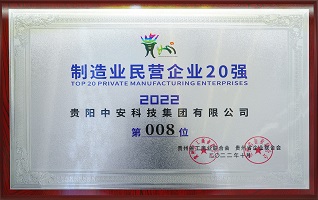 制造业民营企业20强
TOP 20 PRIVATE MANUFACTURING ENTERPRISES
2022
贵阳中安科技集团有限公司
第008位
二〇二二年十月